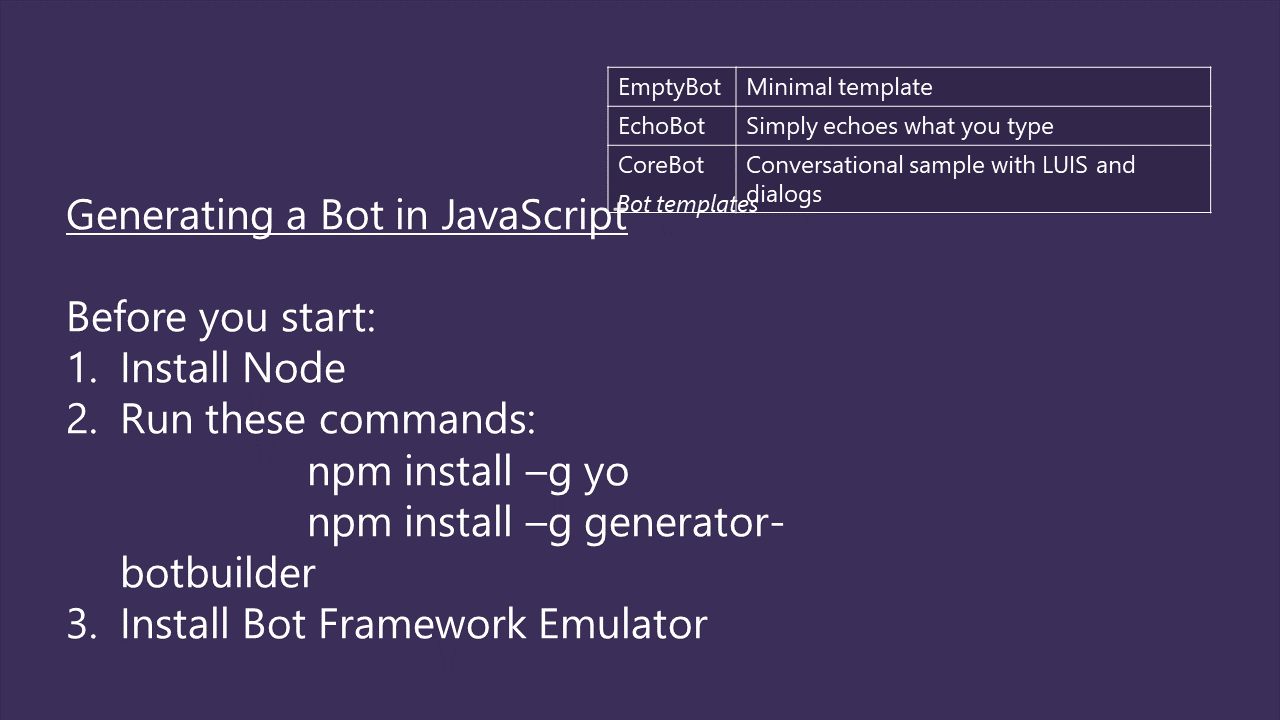 EmptyBot Minimal template
EchoBot Simply echoes what you type
CoreBot Conversational sample with LUIS and
dialogs
Bot templates
Generating a Bot in JavaScript
Before you start:
1. Install Node
2. Run these commands:
npm install –g yo
npm install –g generator-
botbuilder
3. Install Bot Framework Emulator